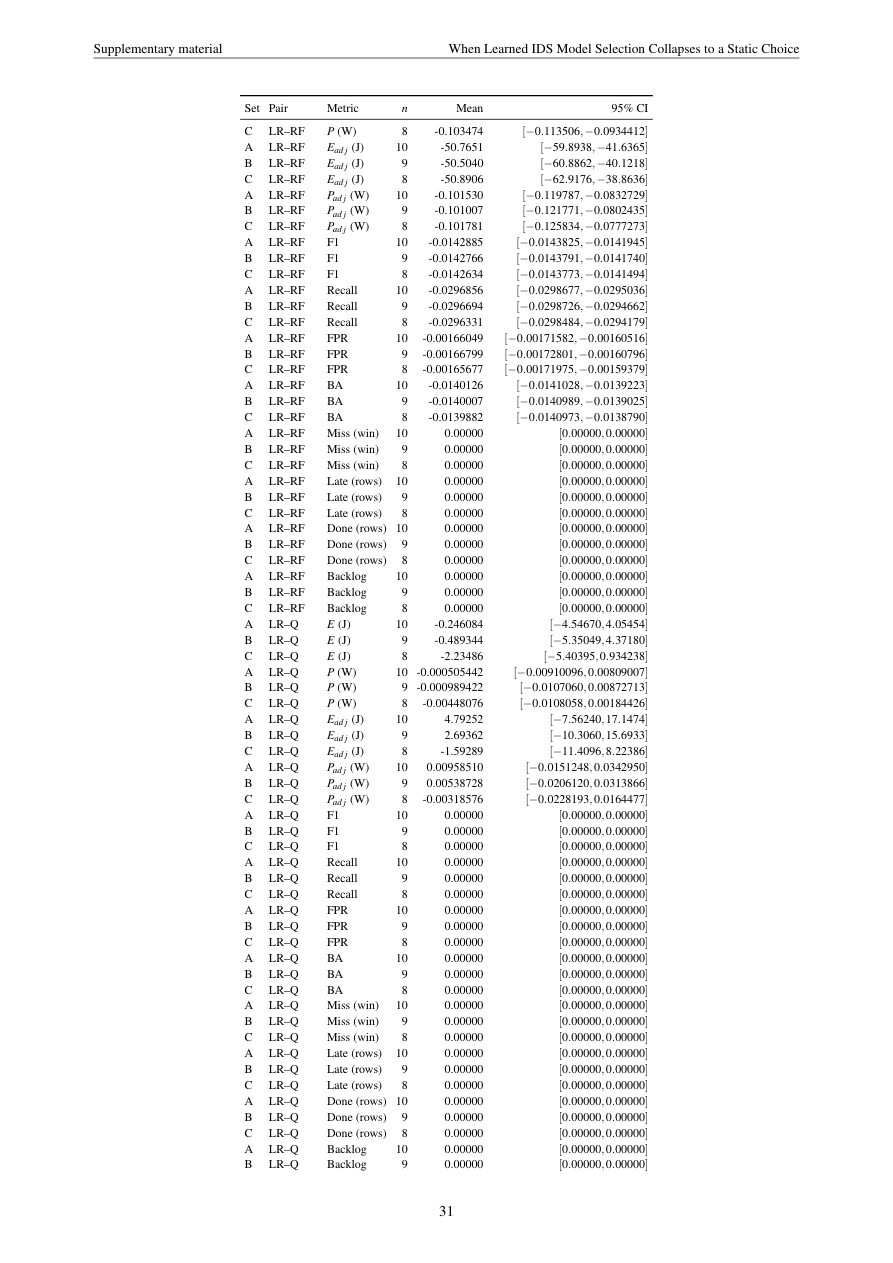 Supplementary material When Learned IDS Model Selection Collapses to a Static Choice
Set Pair Metric n Mean 95% CI
C LR–RF P (W) 8 -0.103474 [−0.113506,−0.0934412]
A LR–RF Eadj (J) 10 -50.7651 [−59.8938,−41.6365]
B LR–RF Eadj (J) 9 -50.5040 [−60.8862,−40.1218]
C LR–RF Eadj (J) 8 -50.8906 [−62.9176,−38.8636]
A LR–RF Padj (W) 10 -0.101530 [−0.119787,−0.0832729]
B LR–RF Padj (W) 9 -0.101007 [−0.121771,−0.0802435]
C LR–RF Padj (W) 8 -0.101781 [−0.125834,−0.0777273]
A LR–RF F1 10 -0.0142885 [−0.0143825,−0.0141945]
B LR–RF F1 9 -0.0142766 [−0.0143791,−0.0141740]
C LR–RF F1 8 -0.0142634 [−0.0143773,−0.0141494]
A LR–RF Recall 10 -0.0296856 [−0.0298677,−0.0295036]
B LR–RF Recall 9 -0.0296694 [−0.0298726,−0.0294662]
C LR–RF Recall 8 -0.0296331 [−0.0298484,−0.0294179]
A LR–RF FPR 10 -0.00166049 [−0.00171582,−0.00160516]
B LR–RF FPR 9 -0.00166799 [−0.00172801,−0.00160796]
C LR–RF FPR 8 -0.00165677 [−0.00171975,−0.00159379]
A LR–RF BA 10 -0.0140126 [−0.0141028,−0.0139223]
B LR–RF BA 9 -0.0140007 [−0.0140989,−0.0139025]
C LR–RF BA 8 -0.0139882 [−0.0140973,−0.0138790]
A LR–RF Miss (win) 10 0.00000 [0.00000,0.00000]
B LR–RF Miss (win) 9 0.00000 [0.00000,0.00000]
C LR–RF Miss (win) 8 0.00000 [0.00000,0.00000]
A LR–RF Late (rows) 10 0.00000 [0.00000,0.00000]
B LR–RF Late (rows) 9 0.00000 [0.00000,0.00000]
C LR–RF Late (rows) 8 0.00000 [0.00000,0.00000]
A LR–RF Done (rows) 10 0.00000 [0.00000,0.00000]
B LR–RF Done (rows) 9 0.00000 [0.00000,0.00000]
C LR–RF Done (rows) 8 0.00000 [0.00000,0.00000]
A LR–RF Backlog 10 0.00000 [0.00000,0.00000]
B LR–RF Backlog 9 0.00000 [0.00000,0.00000]
C LR–RF Backlog 8 0.00000 [0.00000,0.00000]
A LR–Q E (J) 10 -0.246084 [−4.54670,4.05454]
B LR–Q E (J) 9 -0.489344 [−5.35049,4.37180]
C LR–Q E (J) 8 -2.23486 [−5.40395,0.934238]
A LR–Q P (W) 10 -0.000505442 [−0.00910096,0.00809007]
B LR–Q P (W) 9 -0.000989422 [−0.0107060,0.00872713]
C LR–Q P (W) 8 -0.00448076 [−0.0108058,0.00184426]
A LR–Q Eadj (J) 10 4.79252 [−7.56240,17.1474]
B LR–Q Eadj (J) 9 2.69362 [−10.3060,15.6933]
C LR–Q Eadj (J) 8 -1.59289 [−11.4096,8.22386]
A LR–Q Padj (W) 10 0.00958510 [−0.0151248,0.0342950]
B LR–Q Padj (W) 9 0.00538728 [−0.0206120,0.0313866]
C LR–Q Padj (W) 8 -0.00318576 [−0.0228193,0.0164477]
A LR–Q F1 10 0.00000 [0.00000,0.00000]
B LR–Q F1 9 0.00000 [0.00000,0.00000]
C LR–Q F1 8 0.00000 [0.00000,0.00000]
A LR–Q Recall 10 0.00000 [0.00000,0.00000]
B LR–Q Recall 9 0.00000 [0.00000,0.00000]
C LR–Q Recall 8 0.00000 [0.00000,0.00000]
A LR–Q FPR 10 0.00000 [0.00000,0.00000]
B LR–Q FPR 9 0.00000 [0.00000,0.00000]
C LR–Q FPR 8 0.00000 [0.00000,0.00000]
A LR–Q BA 10 0.00000 [0.00000,0.00000]
B LR–Q BA 9 0.00000 [0.00000,0.00000]
C LR–Q BA 8 0.00000 [0.00000,0.00000]
A LR–Q Miss (win) 10 0.00000 [0.00000,0.00000]
B LR–Q Miss (win) 9 0.00000 [0.00000,0.00000]
C LR–Q Miss (win) 8 0.00000 [0.00000,0.00000]
A LR–Q Late (rows) 10 0.00000 [0.00000,0.00000]
B LR–Q Late (rows) 9 0.00000 [0.00000,0.00000]
C LR–Q Late (rows) 8 0.00000 [0.00000,0.00000]
A LR–Q Done (rows) 10 0.00000 [0.00000,0.00000]
B LR–Q Done (rows) 9 0.00000 [0.00000,0.00000]
C LR–Q Done (rows) 8 0.00000 [0.00000,0.00000]
A LR–Q Backlog 10 0.00000 [0.00000,0.00000]
B LR–Q Backlog 9 0.00000 [0.00000,0.00000]
31